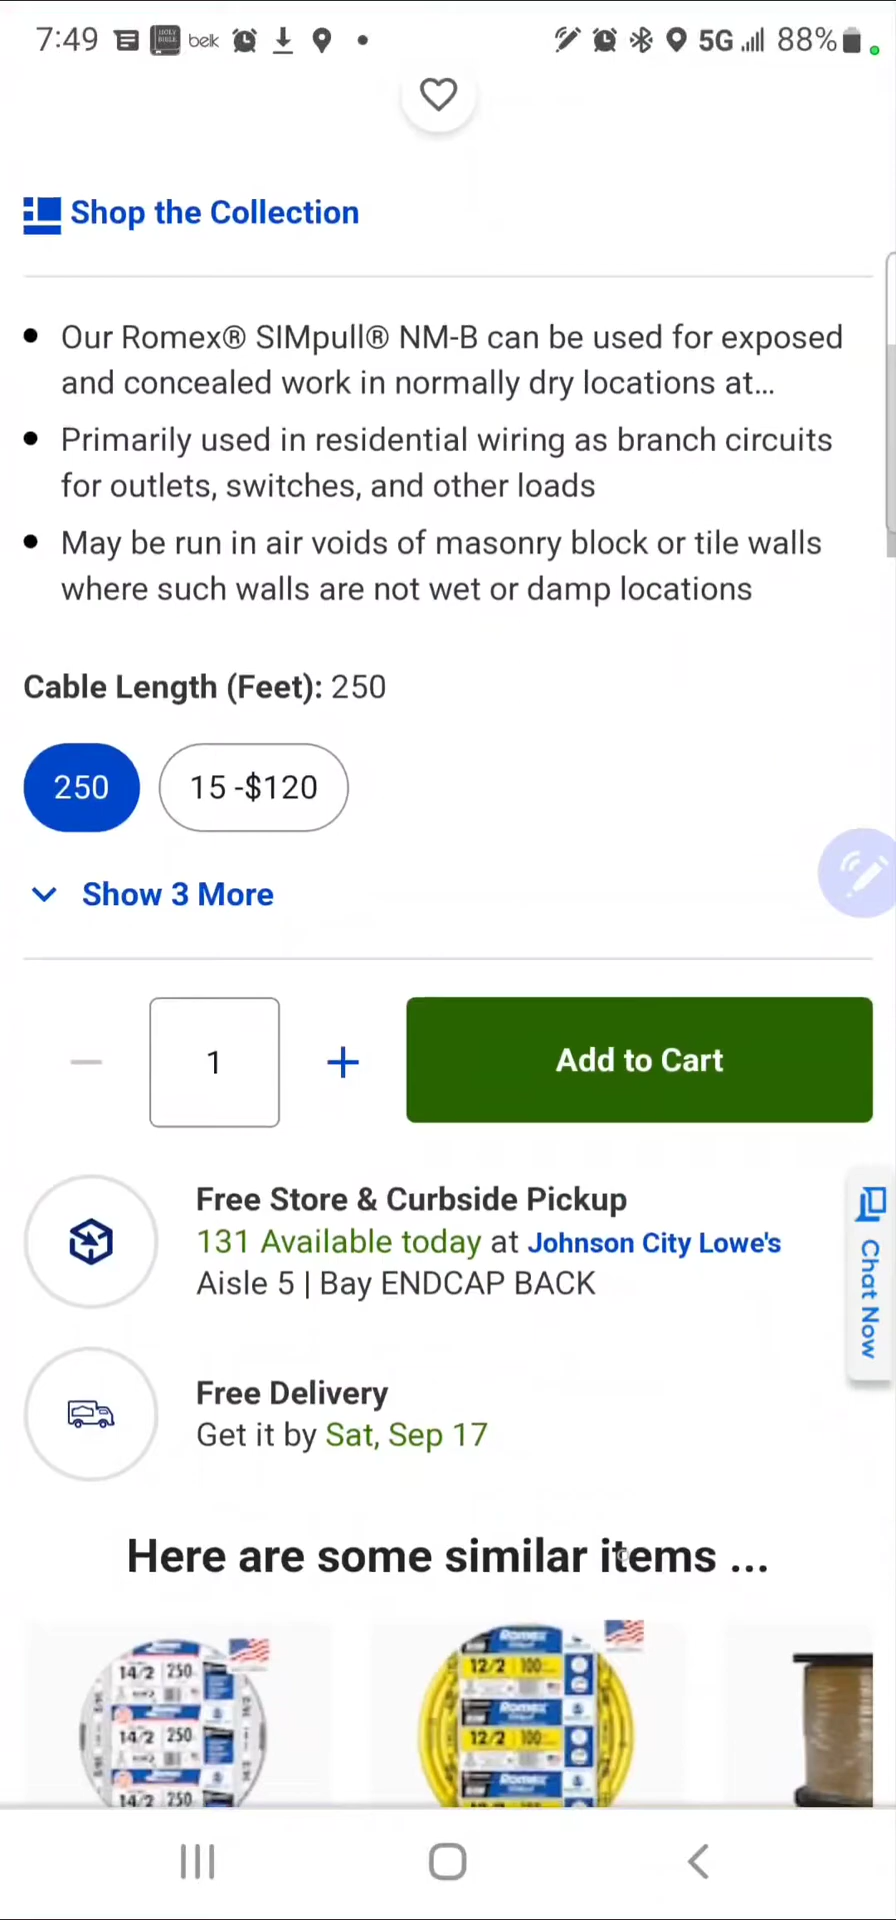 7:49 HOLY BIBLE belk 5G 88%
Shop the Collection
Our Romex® SIMpull® NM-B can be used for exposed
and concealed work in normally dry locations at...
Primarily used in residential wiring as branch circuits
for outlets, switches, and other loads
May be run in air voids of masonry block or tile walls
where such walls are not wet or damp locations
Cable Length (Feet): 250
250
15 -$120
Show 3 More
1
Add to Cart
Free Store & Curbside Pickup
131 Available today at Johnson City Lowe's
Aisle 5 | Bay ENDCAP BACK
Chat Now
Free Delivery
Get it by Sat, Sep 17
Here are some similar items ...
14/2 250
14/2 250
14/2 250
Romex
12/2 100
Romex
12/2 100
Romex